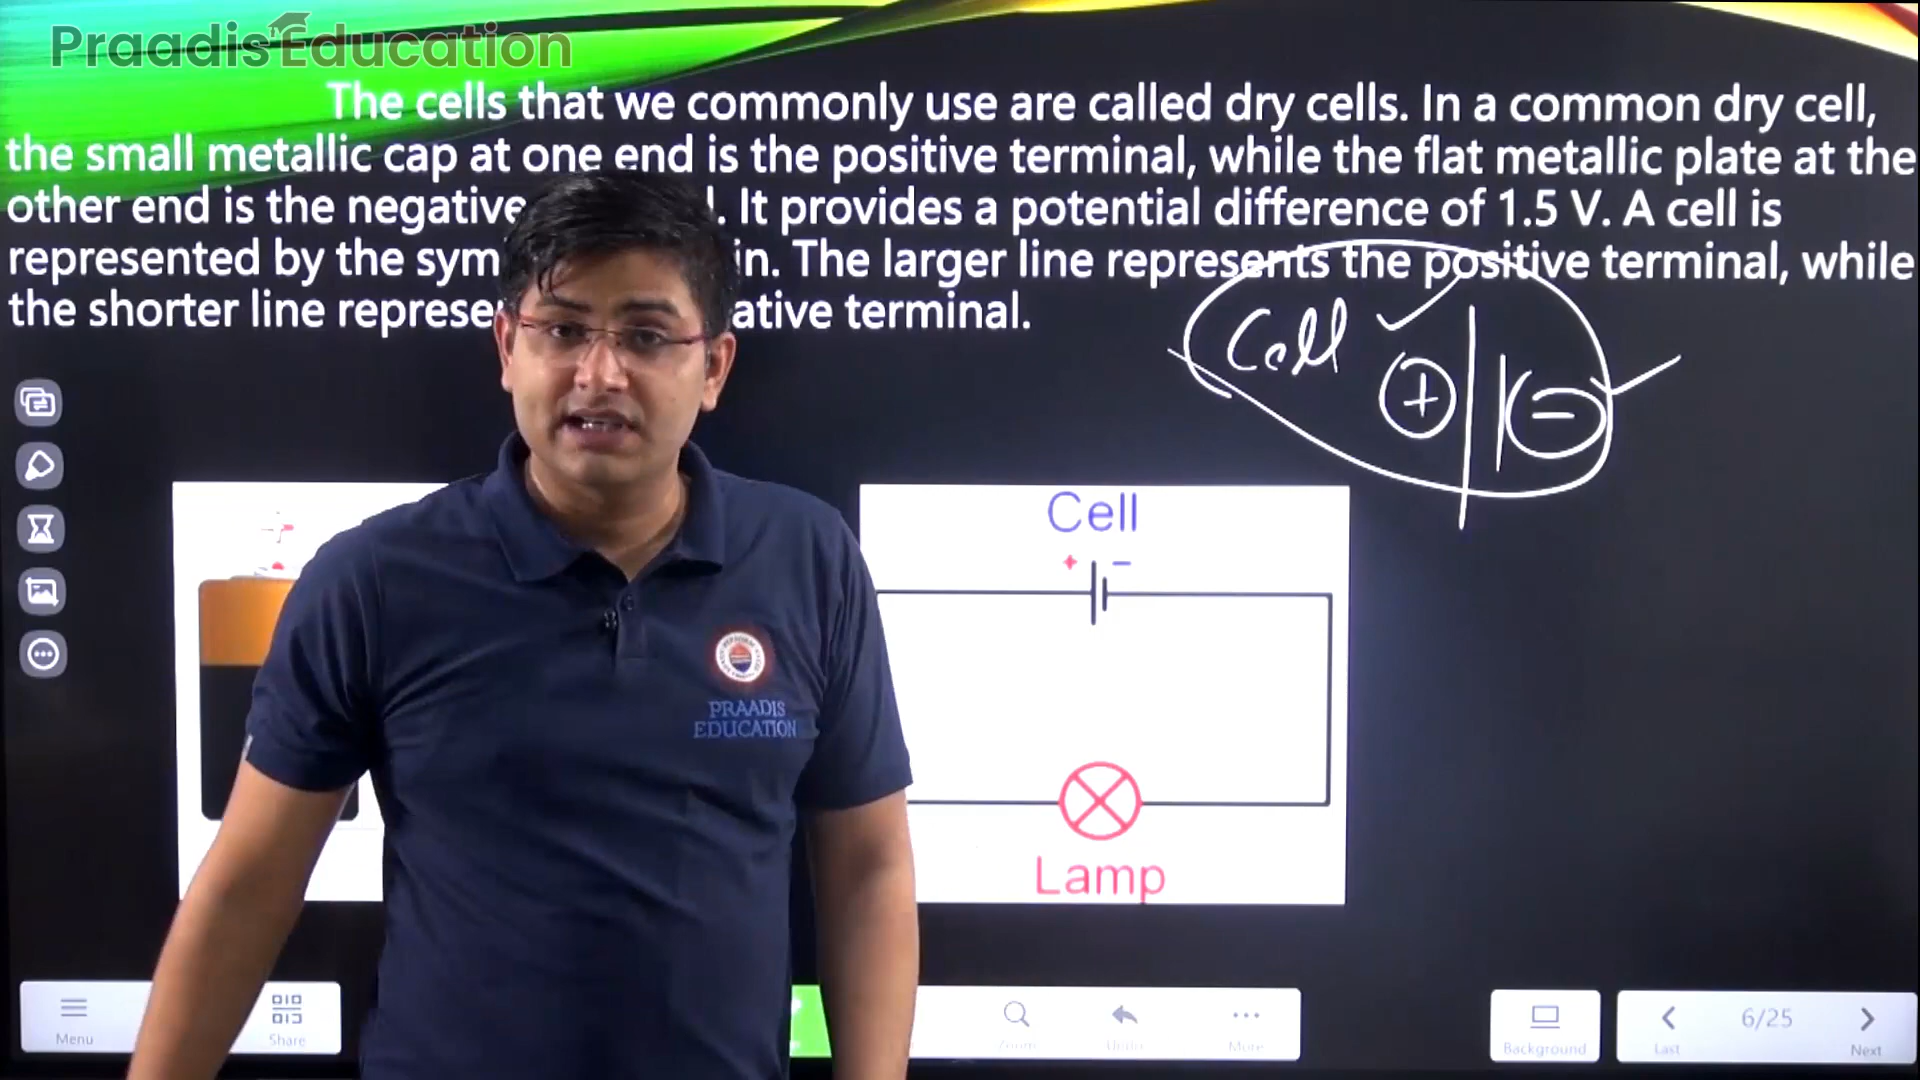 Praadis Education
The cells that we commonly use are called dry cells. In a common dry cell,
the small metallic cap at one end is the positive terminal, while the flat metallic plate at the
other end is the negative . It provides a potential difference of 1.5 V. A cell is
represented by the sym in. The larger line represents the positive terminal, while
the shorter line represe ative terminal.
Cell + -
+
Cell
+ -
Lamp
PRAADIS
EDUCATION
Menu
Share
Zoom
Undo
More
Background
Last
6/25
Next